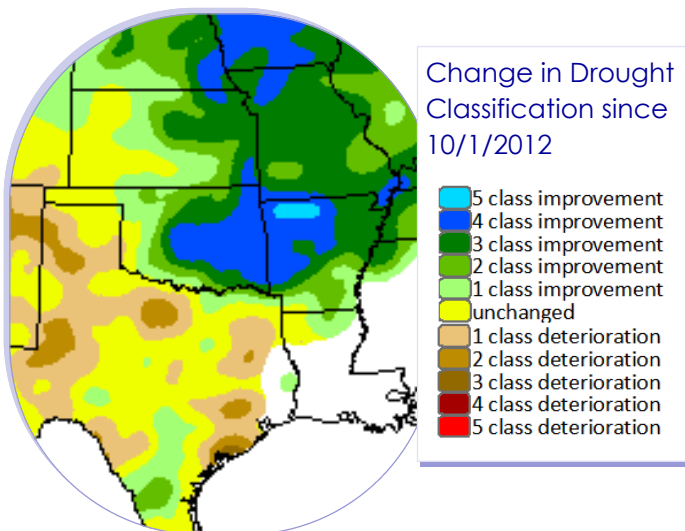 Change in Drought
Classification since
10/1/2012
5 class improvement
4 class improvement
3 class improvement
2 class improvement
1 class improvement
unchanged
1 class deterioration
2 class deterioration
3 class deterioration
4 class deterioration
5 class deterioration